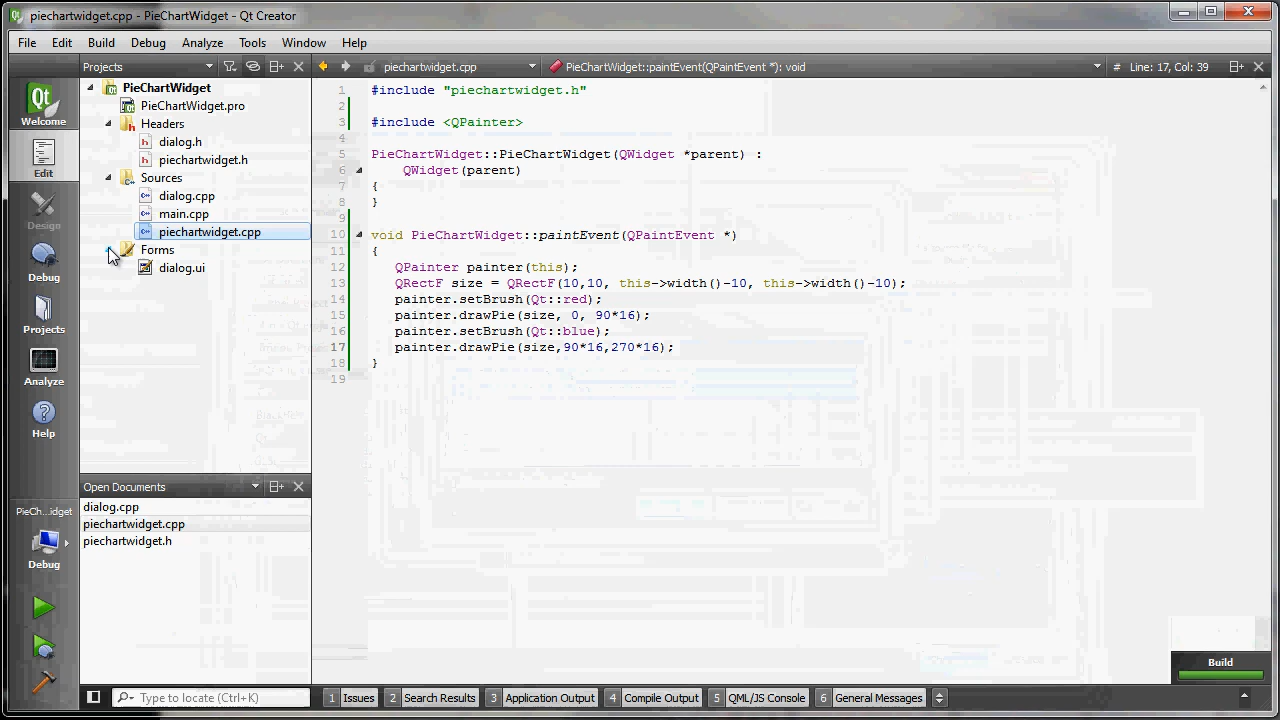 piechartwidget.cpp - PieChartWidget - Qt Creator
File Edit Build Debug Analyze Tools Window Help
Projects
piechartwidget.cpp
PieChartWidget::paintEvent(QPaintEvent *): void
# Line: 17, Col: 39
Welcome
Edit
Design
Debug
Projects
Analyze
Help
PieCh...idget
Debug
PieChartWidget
PieChartWidget.pro
Headers
dialog.h
piechartwidget.h
Sources
dialog.cpp
main.cpp
piechartwidget.cpp
Forms
dialog.ui
Open Documents
dialog.cpp
piechartwidget.cpp
piechartwidget.h
1 #include "piechartwidget.h"
2
3 #include <QPainter>
4
5 PieChartWidget::PieChartWidget(QWidget *parent) :
6 QWidget(parent)
7 {
8 }
9
10 void PieChartWidget::paintEvent(QPaintEvent *)
11 {
12 QPainter painter(this);
13 QRectF size = QRectF(10,10, this->width()-10, this->width()-10);
14 painter.setBrush(Qt::red);
15 painter.drawPie(size, 0, 90*16);
16 painter.setBrush(Qt::blue);
17 painter.drawPie(size,90*16,270*16);
18 }
19
Build
Type to locate (Ctrl+K)
1 Issues 2 Search Results 3 Application Output 4 Compile Output 5 QML/JS Console 6 General Messages